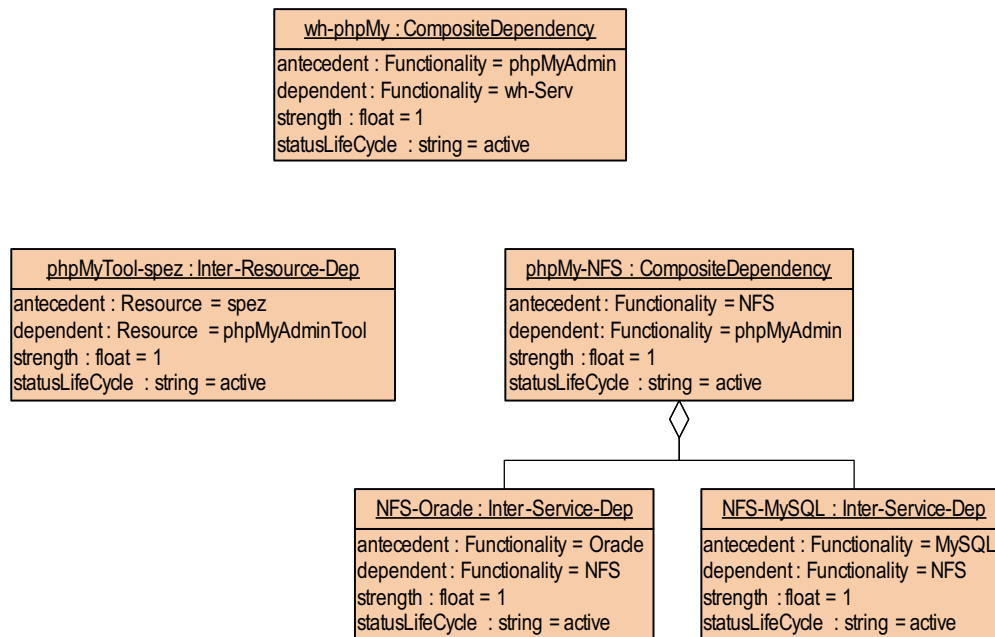 wh-phpMy : CompositeDependency
antecedent : Functionality = phpMyAdmin
dependent : Functionality = wh-Serv
strength : float = 1
statusLifeCycle : string = active
phpMyTool-spez : Inter-Resource-Dep
antecedent : Resource = spez
dependent : Resource = phpMyAdminTool
strength : float = 1
statusLifeCycle : string = active
phpMy-NFS : CompositeDependency
antecedent : Functionality = NFS
dependent : Functionality = phpMyAdmin
strength : float = 1
statusLifeCycle : string = active
NFS-Oracle : Inter-Service-Dep
antecedent : Functionality = Oracle
dependent : Functionality = NFS
strength : float = 1
statusLifeCycle : string = active
NFS-MySQL : Inter-Service-Dep
antecedent : Functionality = MySQL
dependent : Functionality = NFS
strength : float = 1
statusLifeCycle : string = active